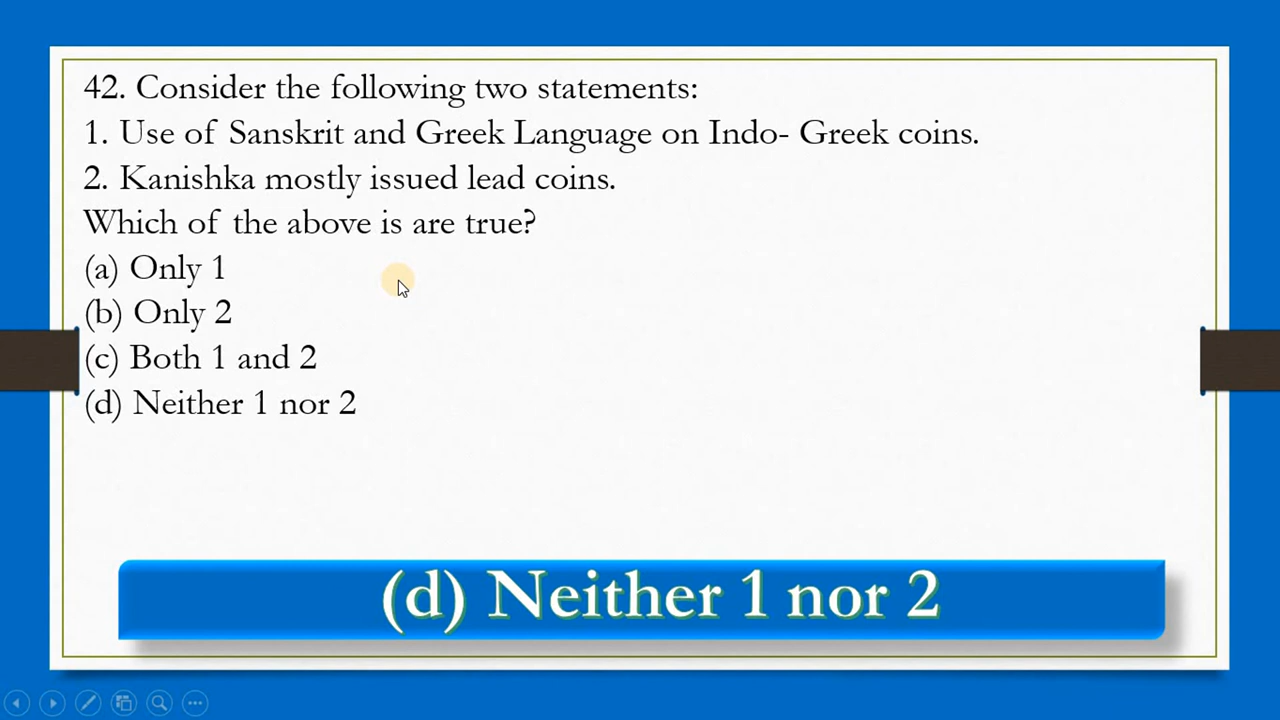 42. Consider the following two statements:
1. Use of Sanskrit and Greek Language on Indo- Greek coins.
2. Kanishka mostly issued lead coins.
Which of the above is are true?
(a) Only 1
(b) Only 2
(c) Both 1 and 2
(d) Neither 1 nor 2
(d) Neither 1 nor 2